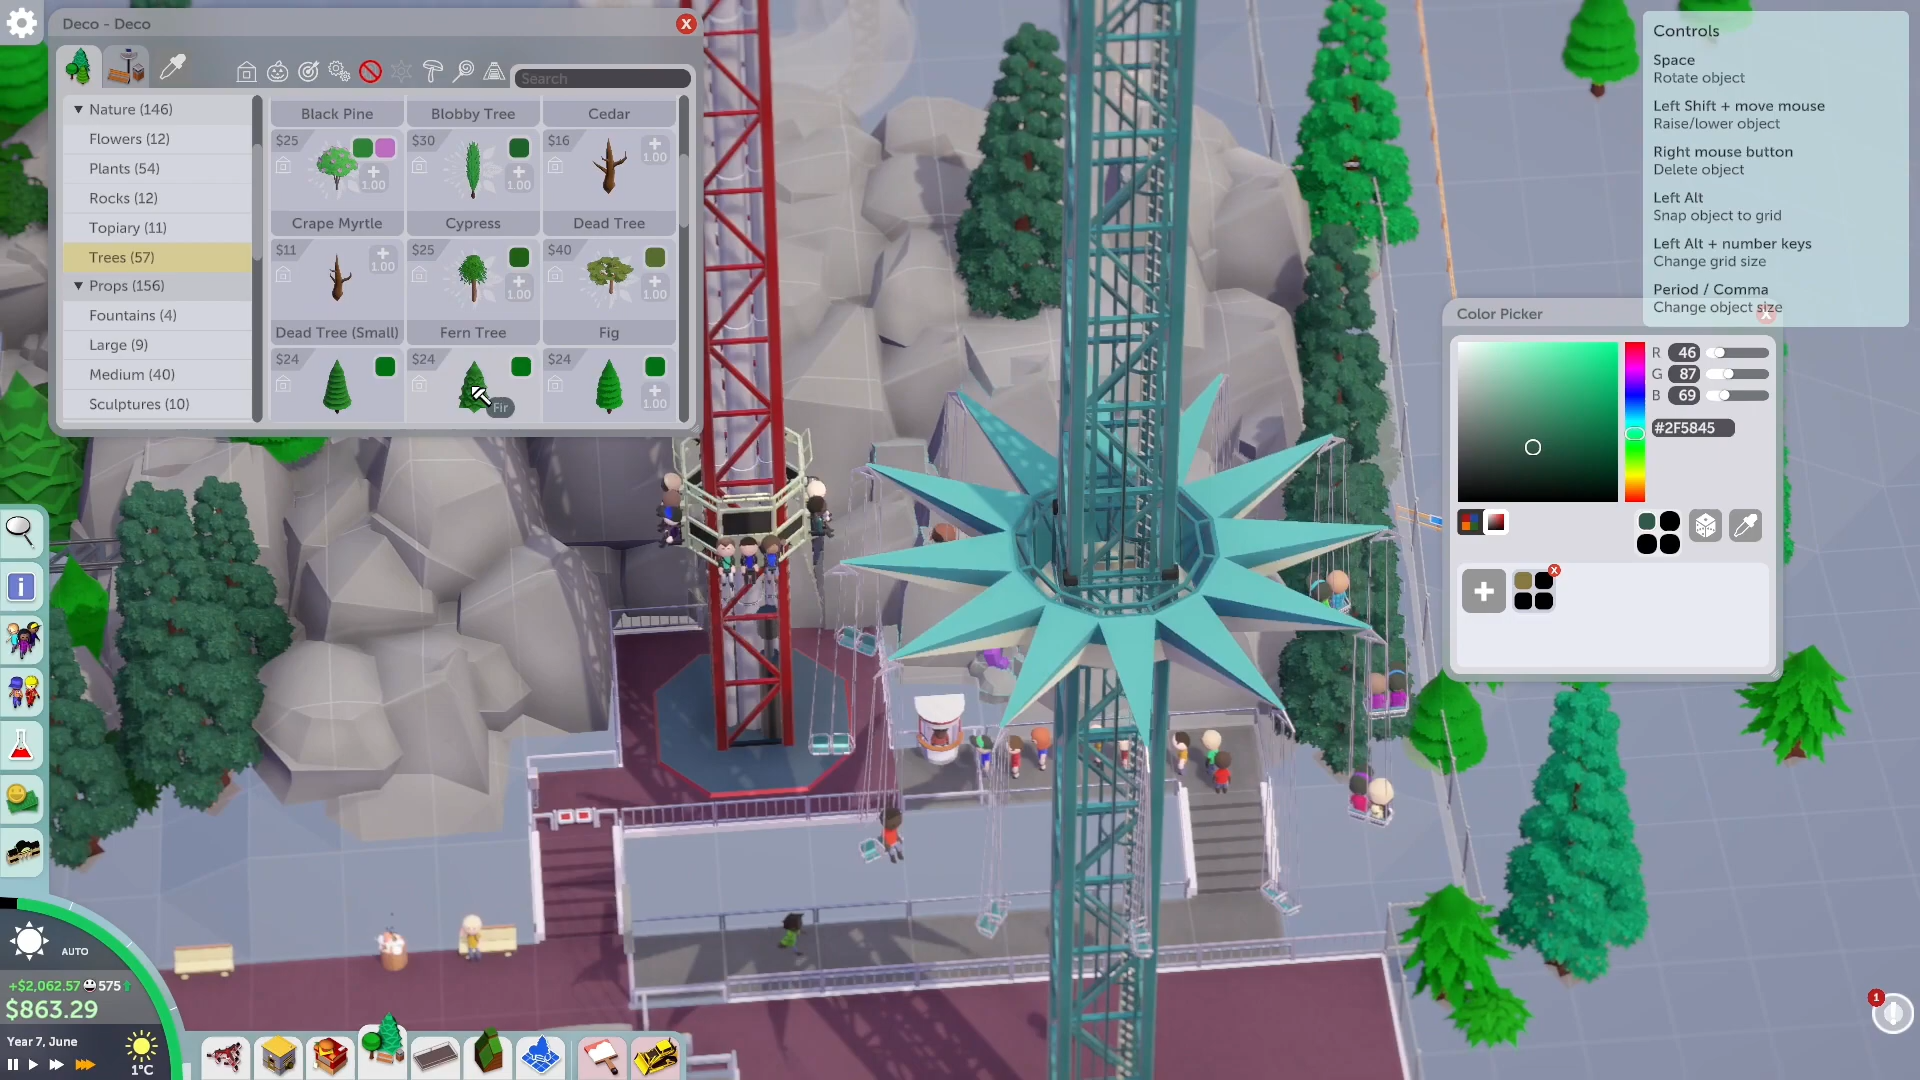 Deco - Deco
X
Search
Nature (146)
Flowers (12)
Plants (54)
Rocks (12)
Topiary (11)
Trees (57)
Props (156)
Fountains (4)
Large (9)
Medium (40)
Sculptures (10)
Black Pine
Blobby Tree
Cedar
$25
1.00
$30
1.00
$16
1.00
Crape Myrtle
Cypress
Dead Tree
$11
1.00
$25
1.00
$40
1.00
Dead Tree (Small)
Fern Tree
Fig
$24
$24
$24
1.00
Fir
Controls
Space
Rotate object
Left Shift + move mouse
Raise/lower object
Right mouse button
Delete object
Left Alt
Snap object to grid
Left Alt + number keys
Change grid size
Period / Comma
Change object size
Color Picker
X
R 46
G 87
B 69
#2F5845
X
AUTO
+$2,062.57 575
$863.29
Year 7, June
1°C
1